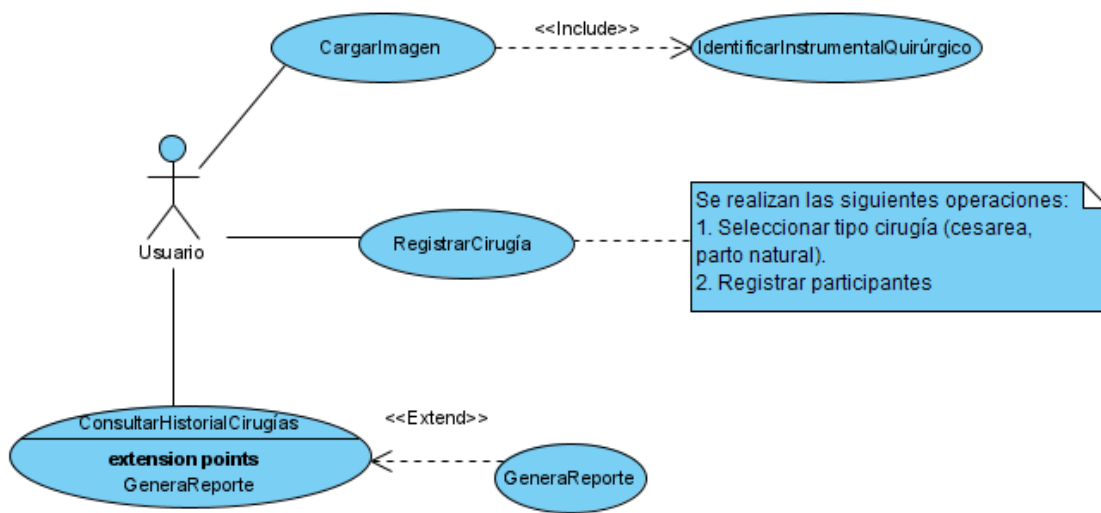 <<Include>>
CargarImagen
IdentificarInstrumentalQuirúrgico
Se realizan las siguientes operaciones:
1. Seleccionar tipo cirugía (cesarea,
parto natural).
2. Registrar participantes
RegistrarCirugía
Usuario
ConsultarHistorialCirugías
extension points
GeneraReporte
<<Extend>>
GeneraReporte